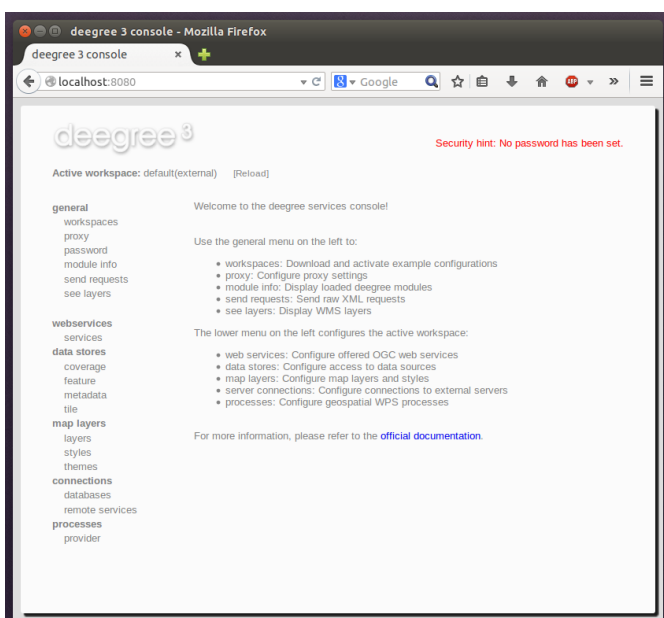 deegree 3 console - Mozilla Firefox
deegree 3 console
localhost:8080
Google
deegree 3
Security hint: No password has been set.
Active workspace: default(external) [Reload]
general
workspaces
proxy
password
module info
send requests
see layers
webservices
services
data stores
coverage
feature
metadata
tile
map layers
layers
styles
themes
connections
databases
remote services
processes
provider
Welcome to the deegree services console!
Use the general menu on the left to:
workspaces: Download and activate example configurations
proxy: Configure proxy settings
module info: Display loaded deegree modules
send requests: Send raw XML requests
see layers: Display WMS layers
The lower menu on the left configures the active workspace:
web services: Configure offered OGC web services
data stores: Configure access to data sources
map layers: Configure map layers and styles
server connections: Configure connections to external servers
processes: Configure geospatial WPS processes
For more information, please refer to the official documentation.